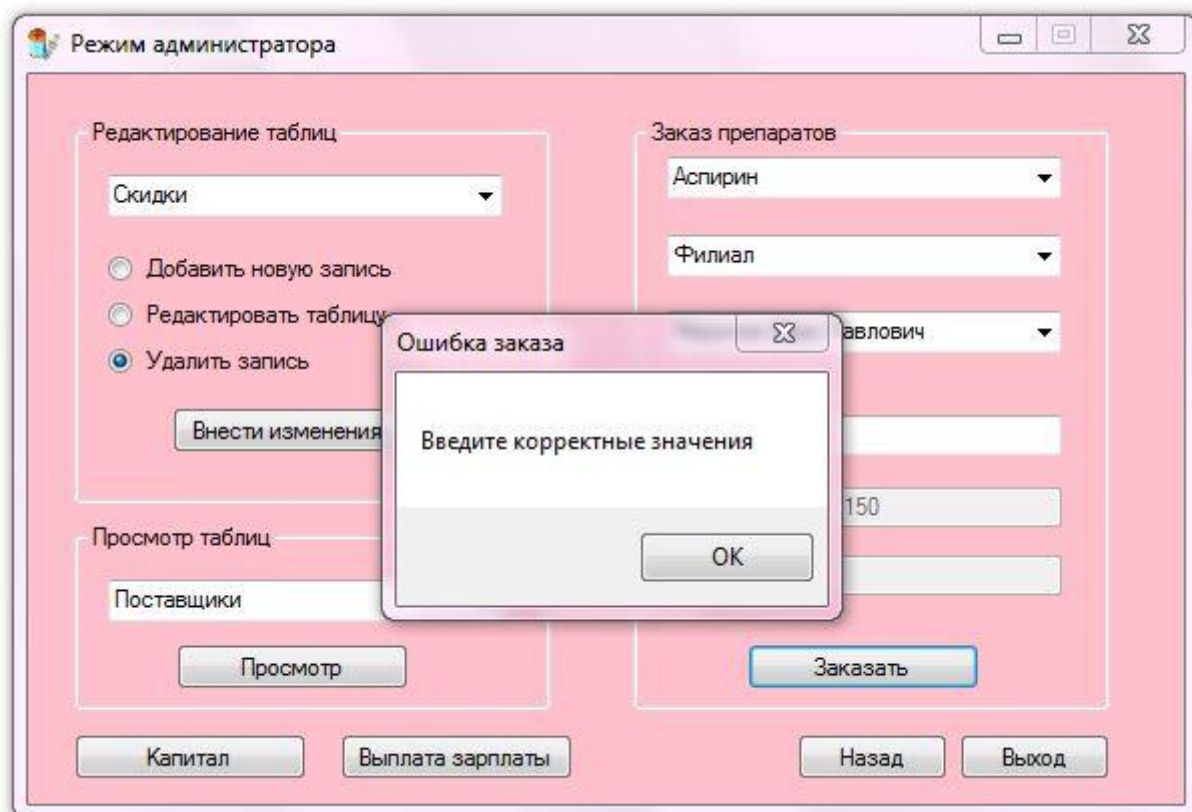 Режим администратора
Редактирование таблиц
Скидки
Добавить новую запись
Редактировать таблицу
Удалить запись
Внести изменения
Просмотр таблиц
Поставщики
Просмотр
Заказ препаратов
Аспирин
Филиал
авлович
150
Заказать
Ошибка заказа
Введите корректные значения
OK
Капитал
Выплата зарплаты
Назад
Выход